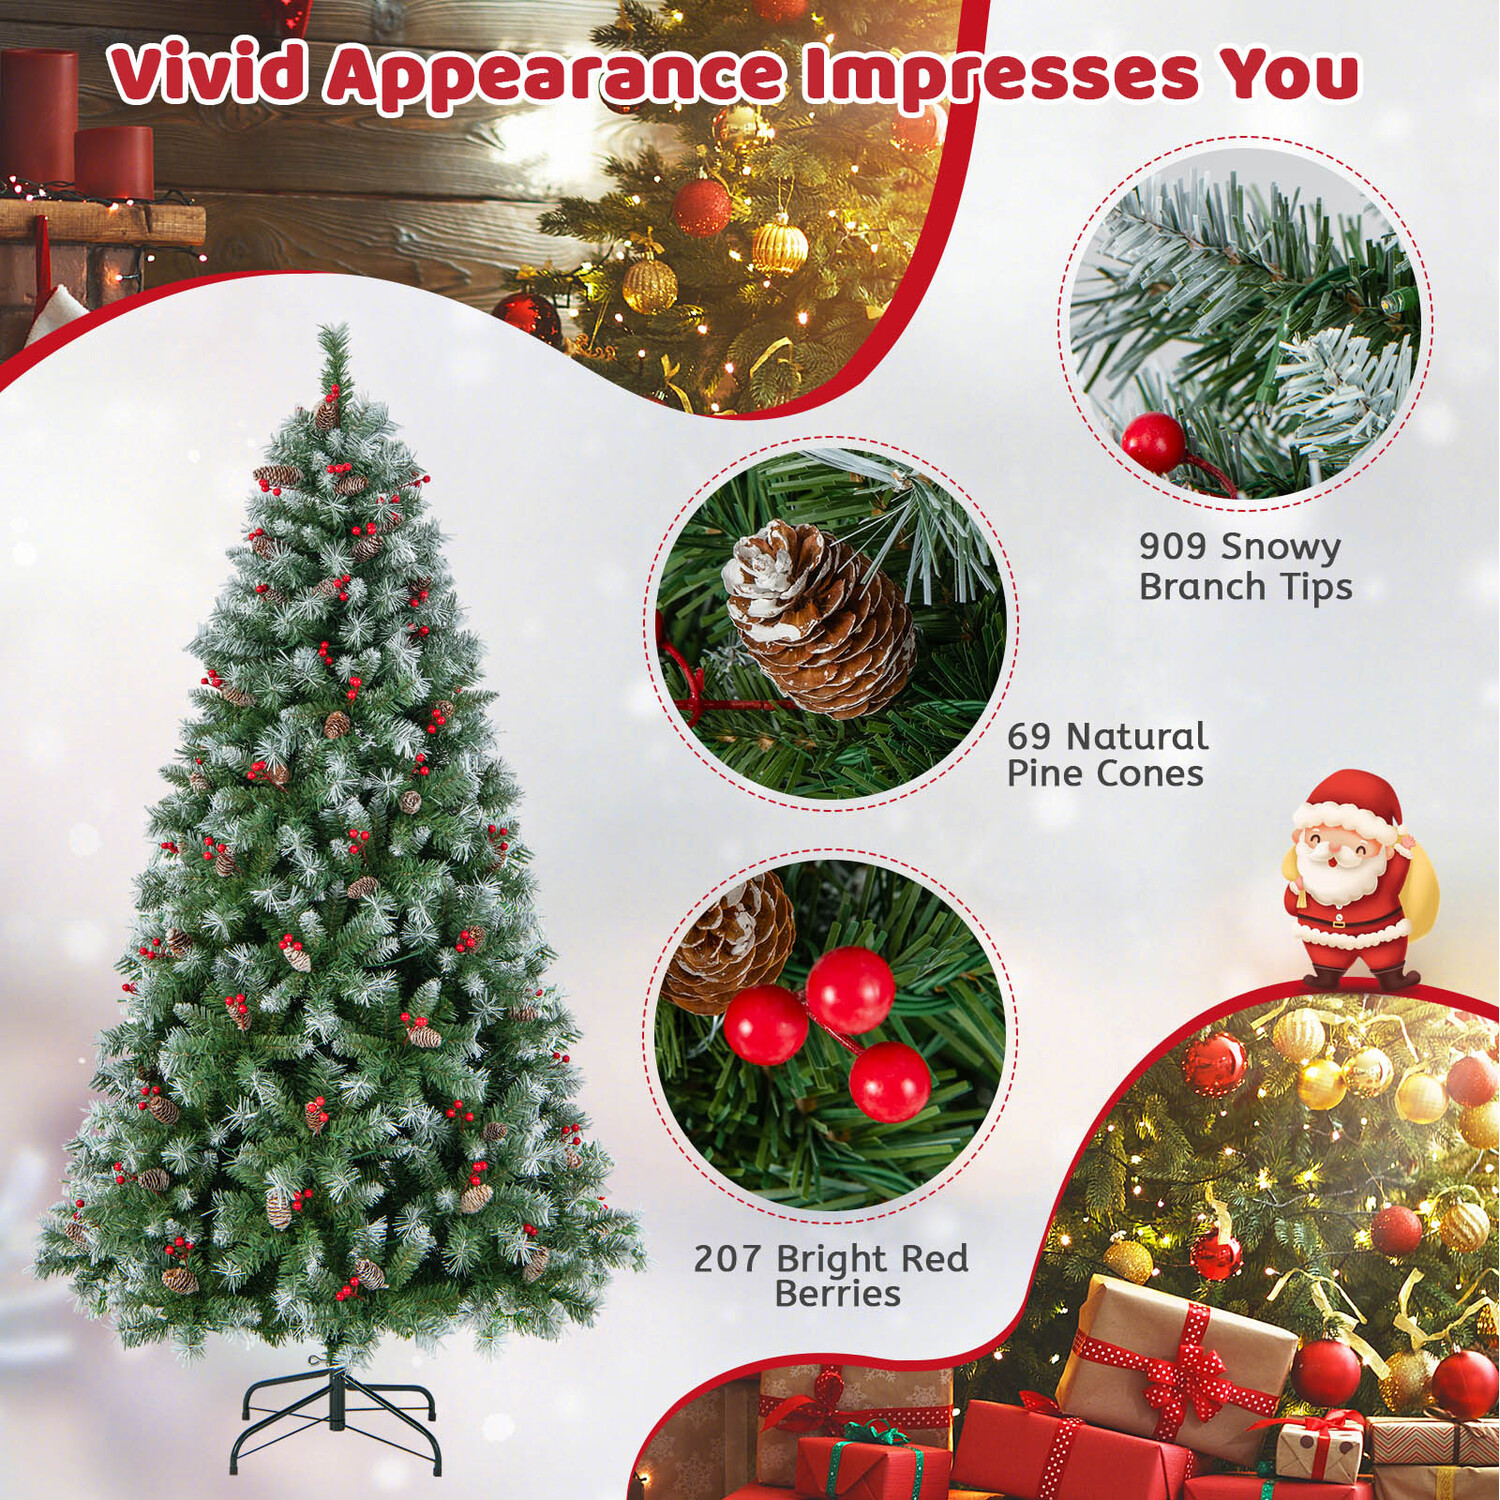 Vivid Appearance Impresses You
909 Snowy
Branch Tips
69 Natural
Pine Cones
207 Bright Red
Berries